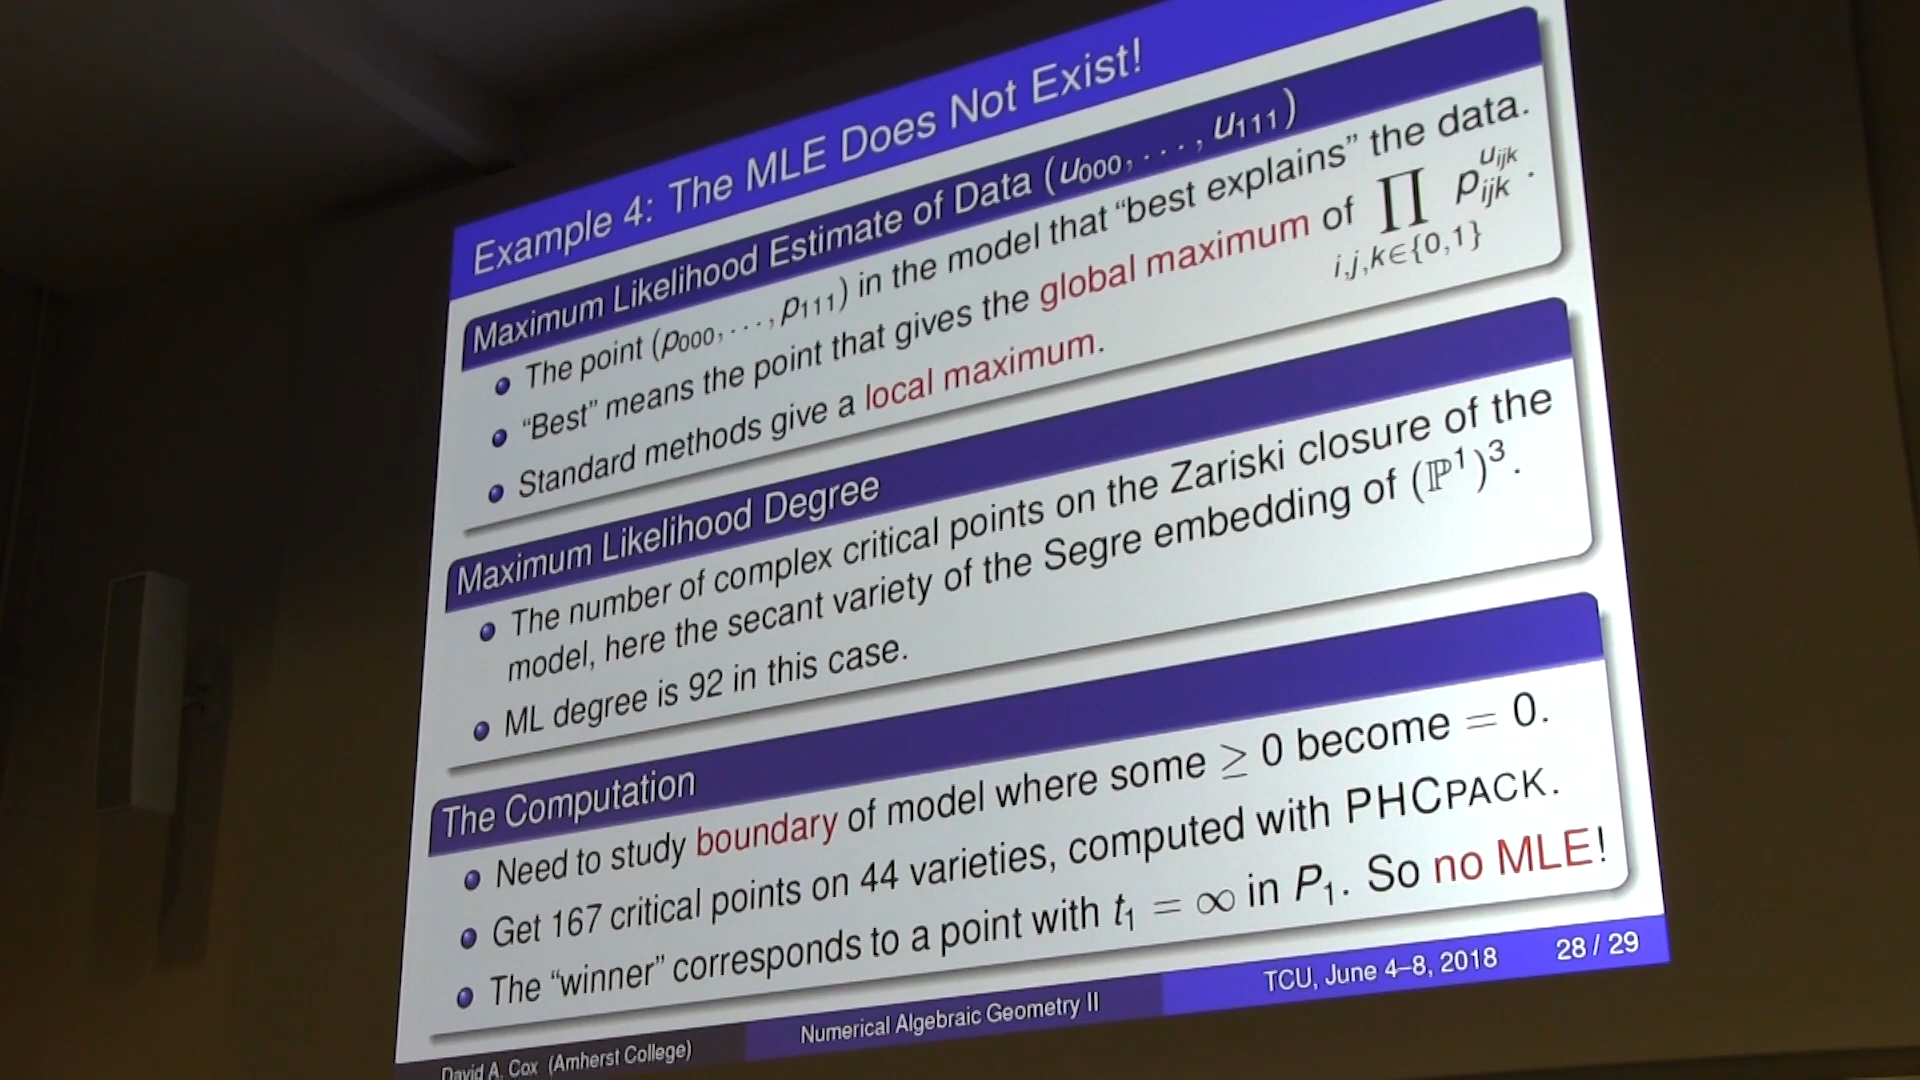 Example 4: The MLE Does Not Exist!
Maximum Likelihood Estimate of Data (u₀₀₀, · · · , u₁₁₁)
The point (p₀₀₀, . . . , p₁₁₁) in the model that “best explains” the data.
“Best” means the point that gives the global maximum of ∏ i,j,k∈{0,1} p_{ijk}^{u_{ijk}}.
Standard methods give a local maximum.
Maximum Likelihood Degree
The number of complex critical points on the Zariski closure of the
model, here the secant variety of the Segre embedding of (ℙ¹)³.
ML degree is 92 in this case.
The Computation
Need to study boundary of model where some ≥ 0 become = 0.
Get 167 critical points on 44 varieties, computed with PHCPACK.
The “winner” corresponds to a point with t₁ = ∞ in P₁. So no MLE!
David A. Cox (Amherst College) Numerical Algebraic Geometry II TCU, June 4–8, 2018 28 / 29